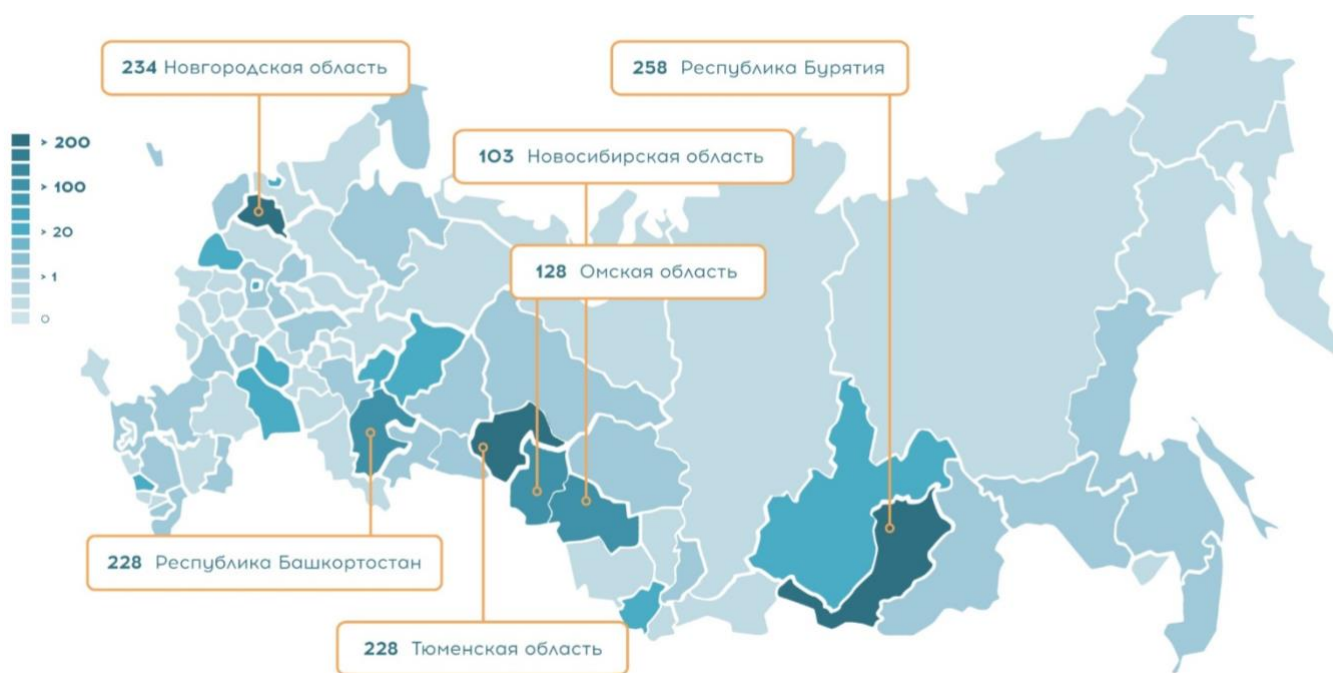 234 Новгородская область
258 Республика Бурятия
103 Новосибирская область
128 Омская область
> 200
> 100
> 20
> 1
0
228 Республика Башкортостан
228 Тюменская область